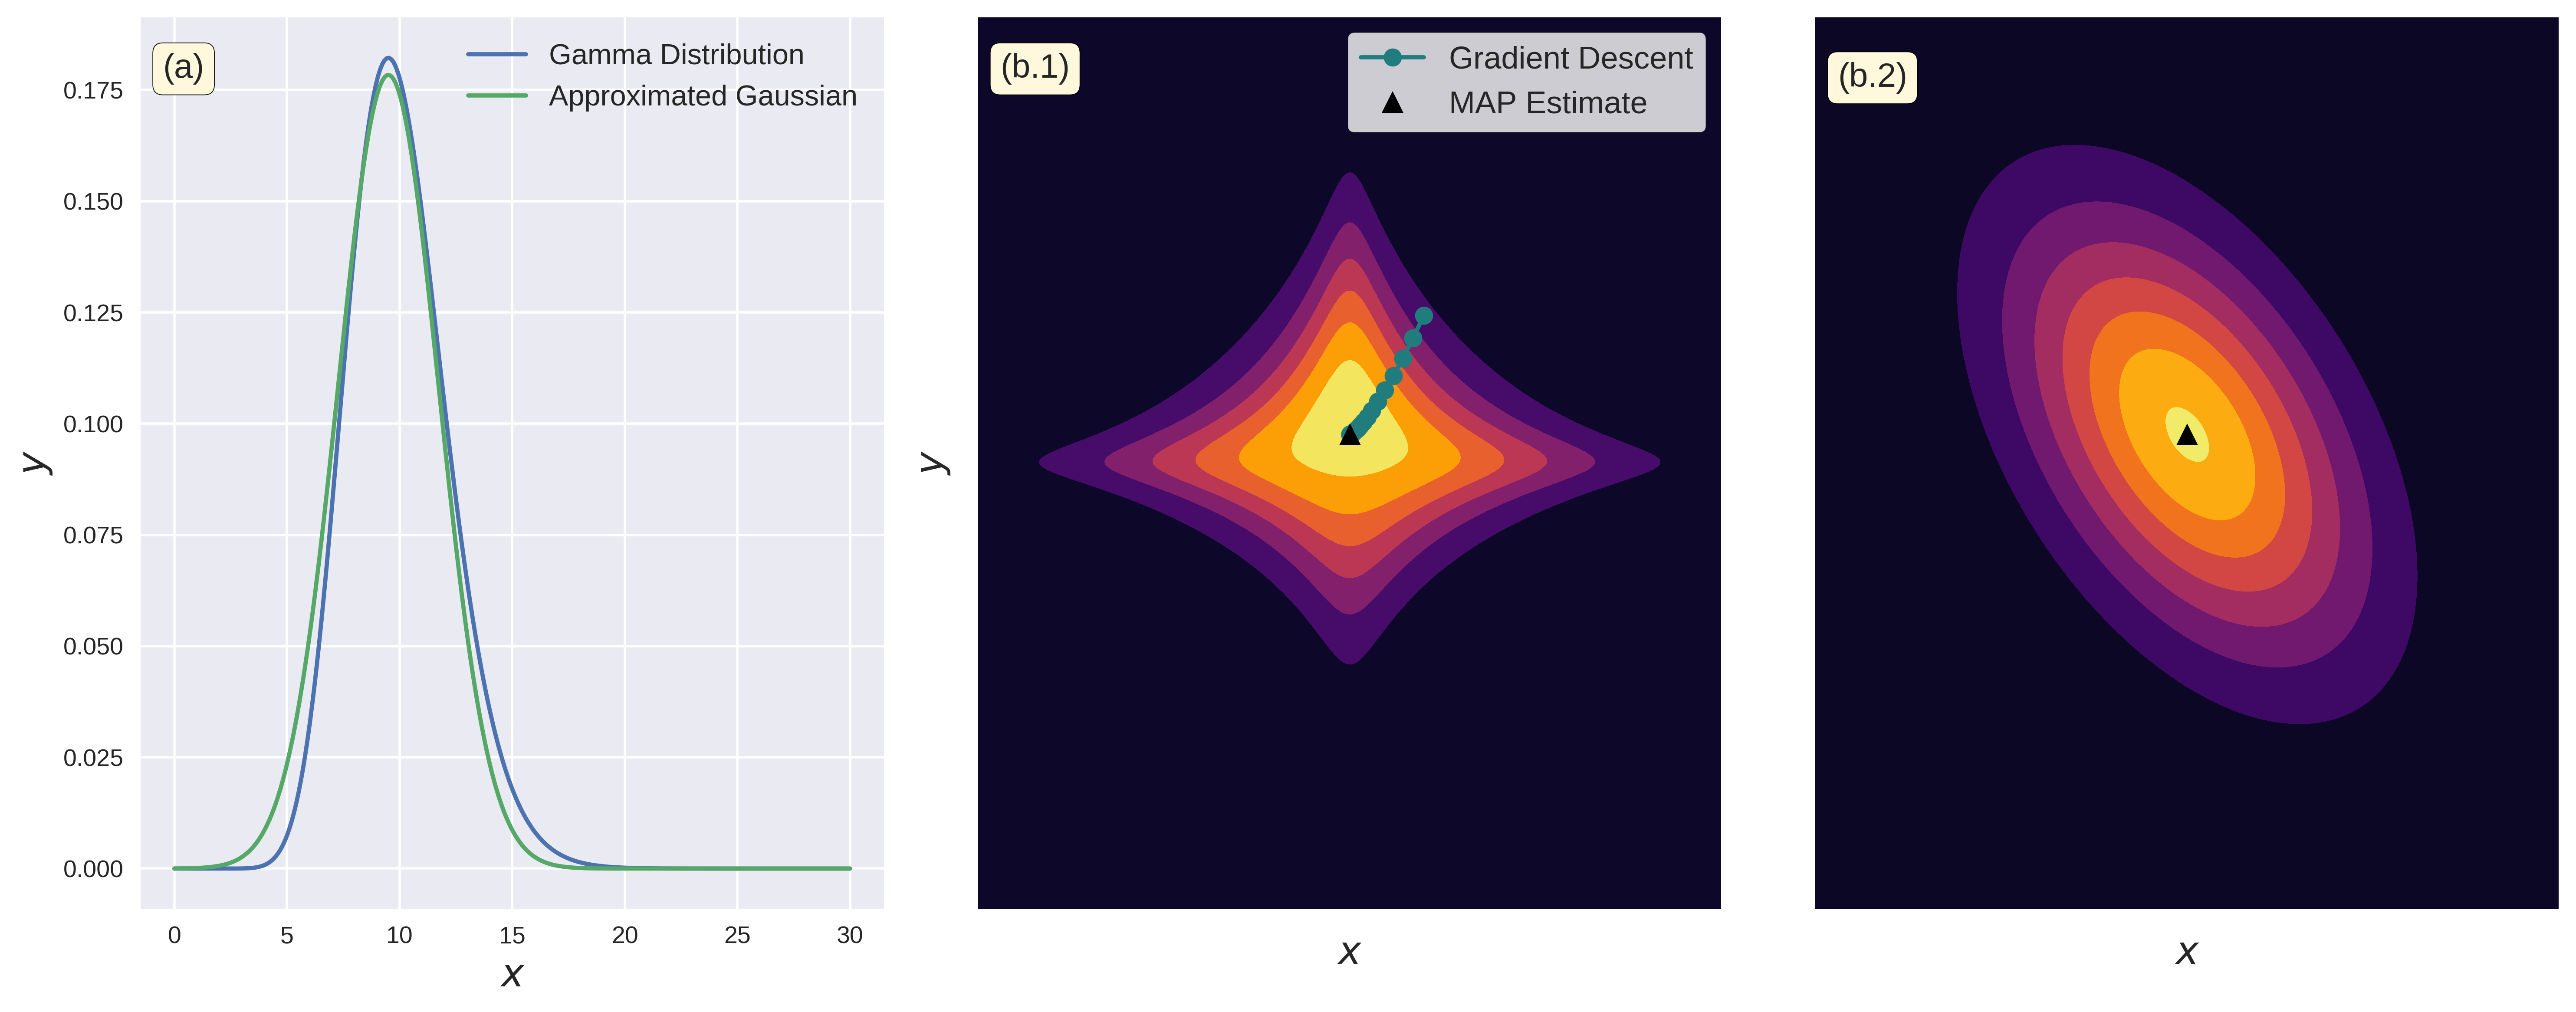 (a)
Gamma Distribution
Approximated Gaussian
0.175
0.150
0.125
0.100
0.075
0.050
0.025
0.000
y
0
5
10
15
20
25
30
x
(b.1)
Gradient Descent
MAP Estimate
y
x
(b.2)
x